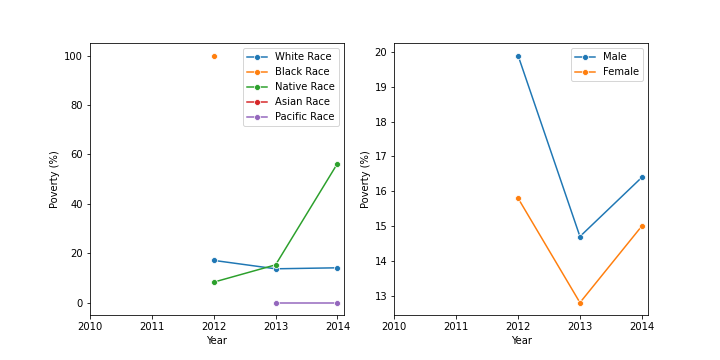 100
80
60
40
20
0
Poverty (%)
2010 2011 2012 2013 2014
Year
White Race
Black Race
Native Race
Asian Race
Pacific Race
20
19
18
17
16
15
14
13
Poverty (%)
2010 2011 2012 2013 2014
Year
Male
Female